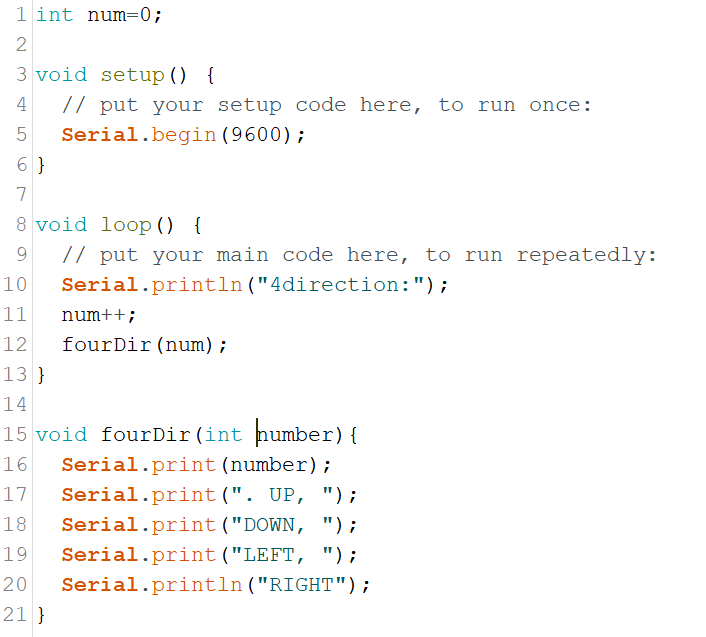 1 int num=0;
2
3 void setup() {
4   // put your setup code here, to run once:
5   Serial.begin(9600);
6 }
7
8 void loop() {
9   // put your main code here, to run repeatedly:
10   Serial.println("4direction:");
11   num++;
12   fourDir(num);
13 }
14
15 void fourDir(int number){
16   Serial.print(number);
17   Serial.print(". UP, ");
18   Serial.print("DOWN, ");
19   Serial.print("LEFT, ");
20   Serial.println("RIGHT");
21 }